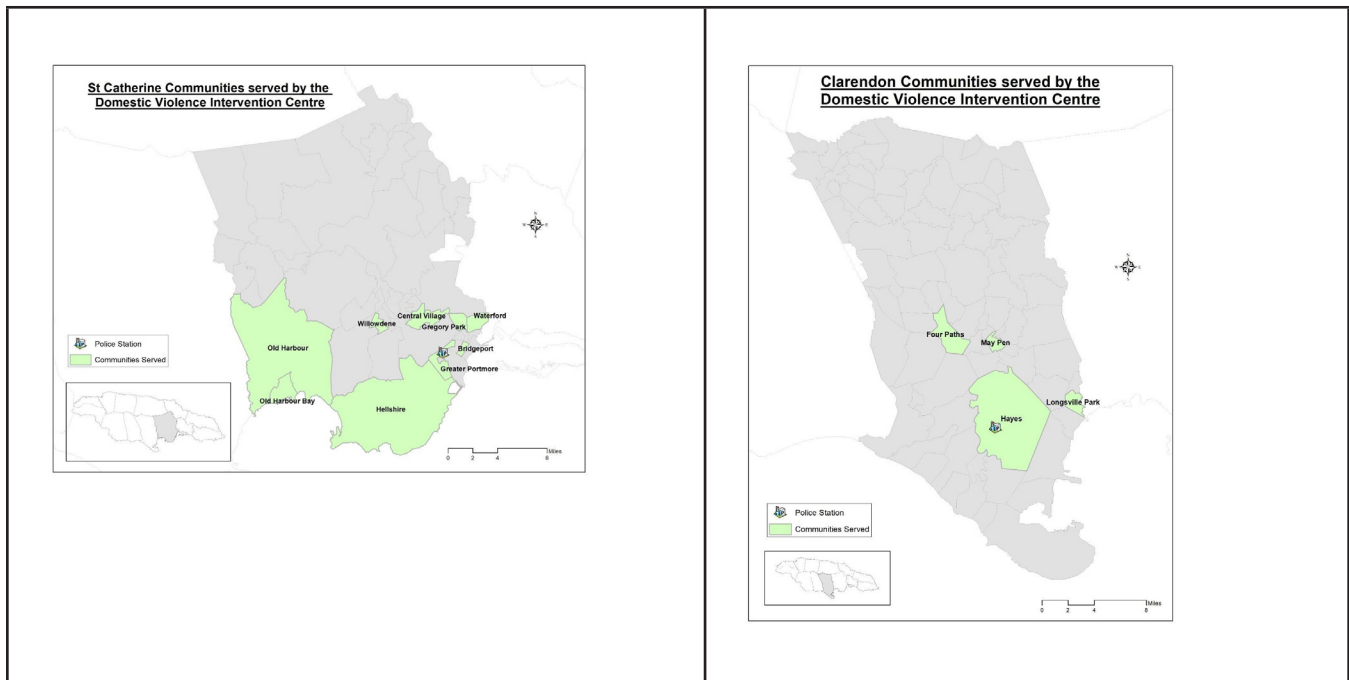 St Catherine Communities served by the
Domestic Violence Intervention Centre
N
W
E
S
Willowdene
Central Village
Waterford
Gregory Park
Old Harbour
Bridgeport
Greater Portmore
Old Harbour Bay
Hellshire
Police Station
Communities Served
Miles
0 2 4 8
Clarendon Communities served by the
Domestic Violence Intervention Centre
N
W
E
S
Four Paths
May Pen
Longsville Park
Hayes
Police Station
Communities Served
Miles
0 2 4 8